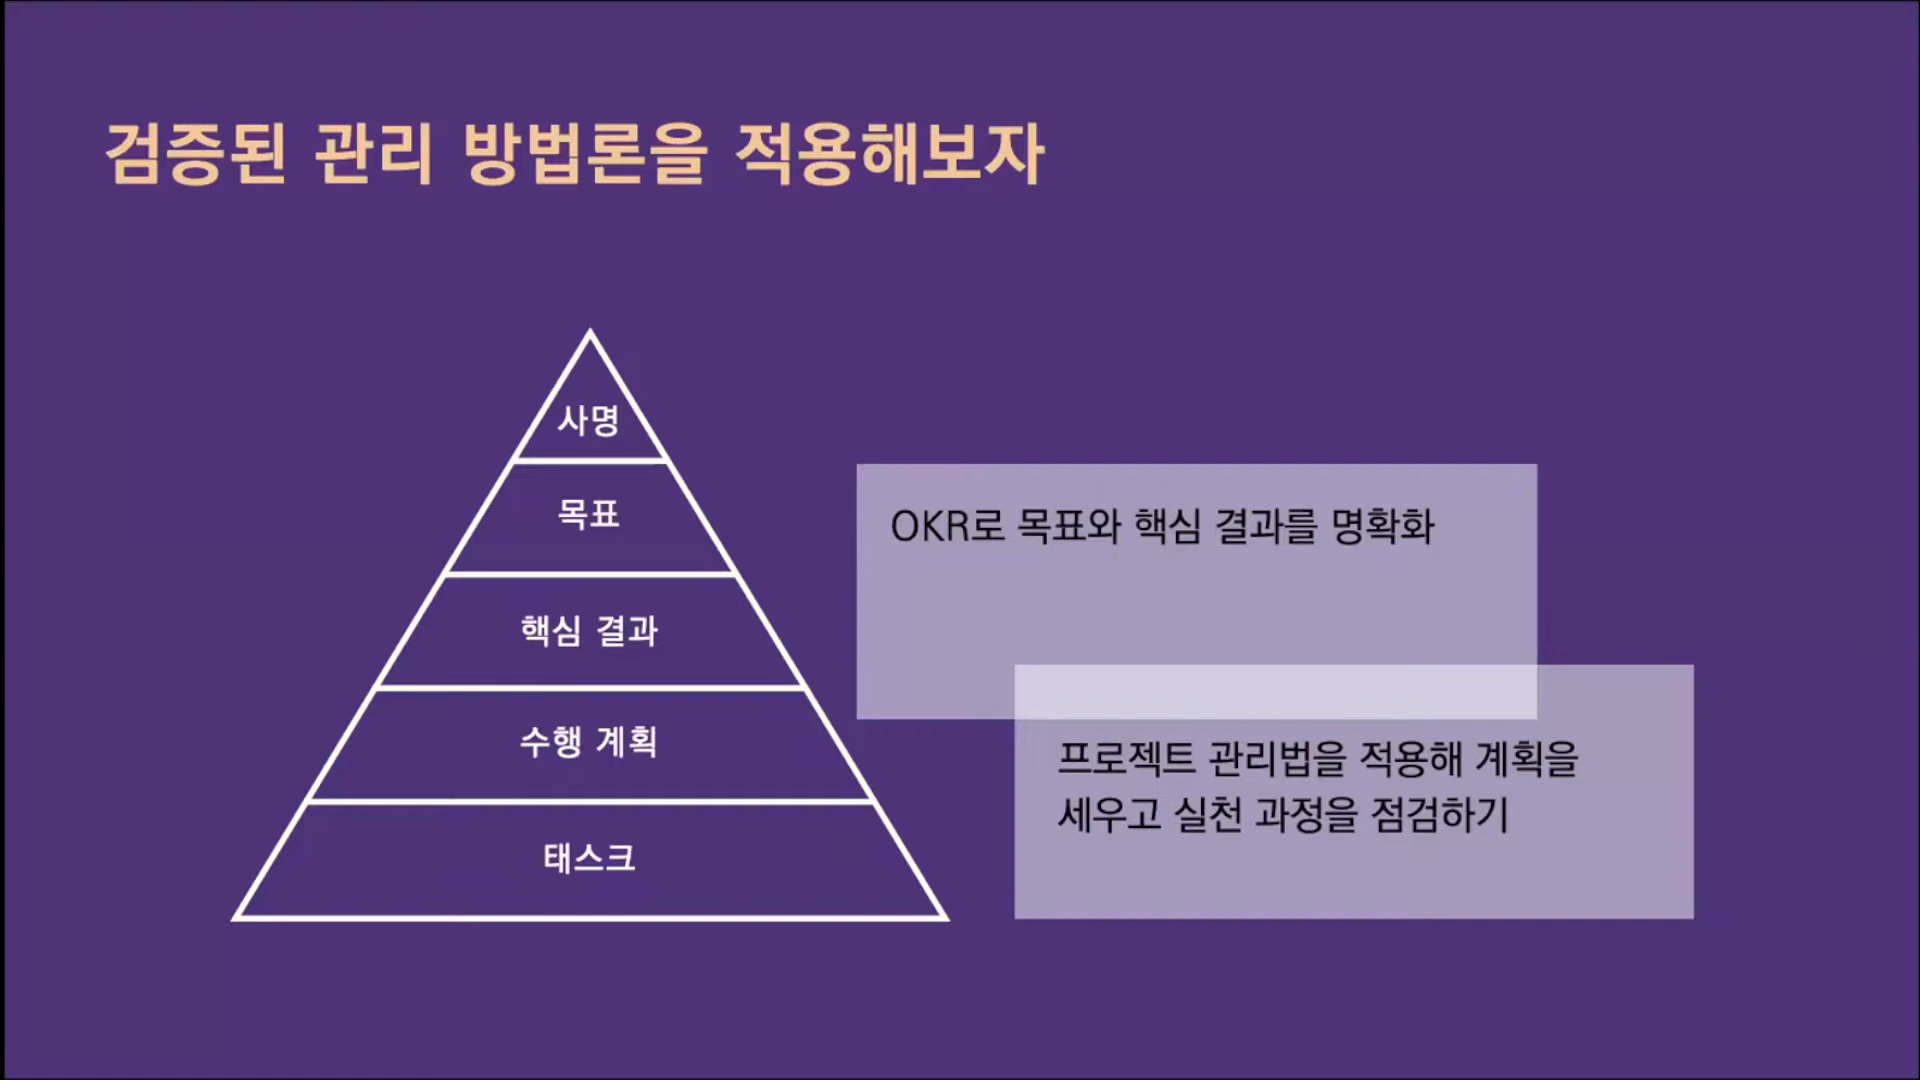 검증된 관리 방법론을 적용해보자
사명
목표
핵심 결과
수행 계획
태스크
OKR로 목표와 핵심 결과를 명확화
프로젝트 관리법을 적용해 계획을
세우고 실천 과정을 점검하기